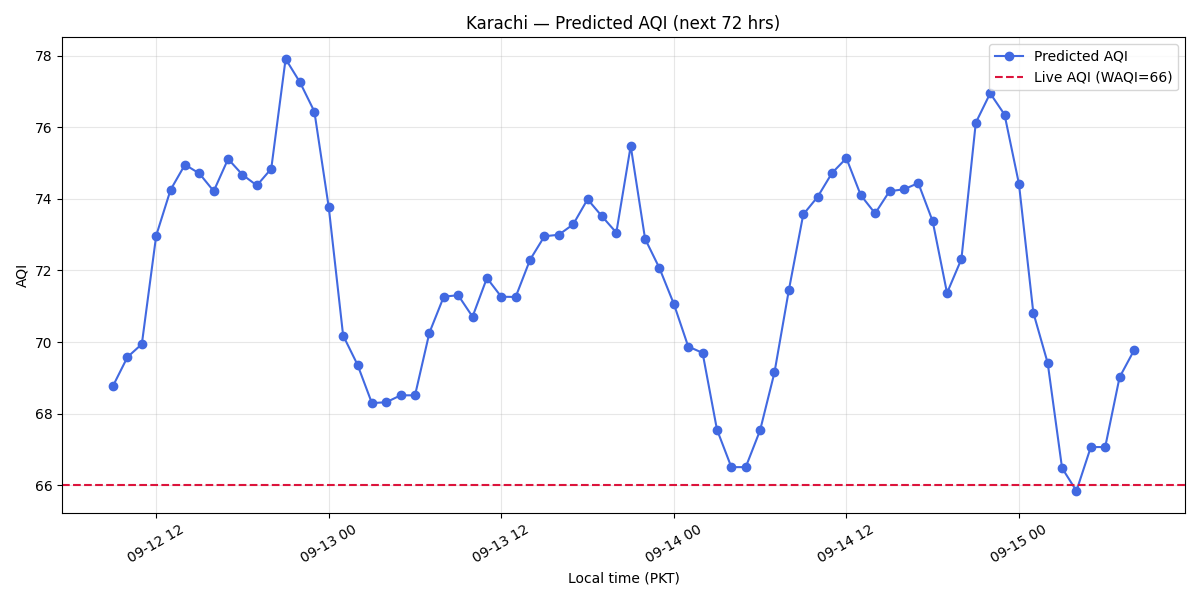 Karachi — Predicted AQI (next 72 hrs)
Predicted AQI
Live AQI (WAQI=66)
AQI
78
76
74
72
70
68
66
09-12 12
09-13 00
09-13 12
09-14 00
09-14 12
09-15 00
Local time (PKT)